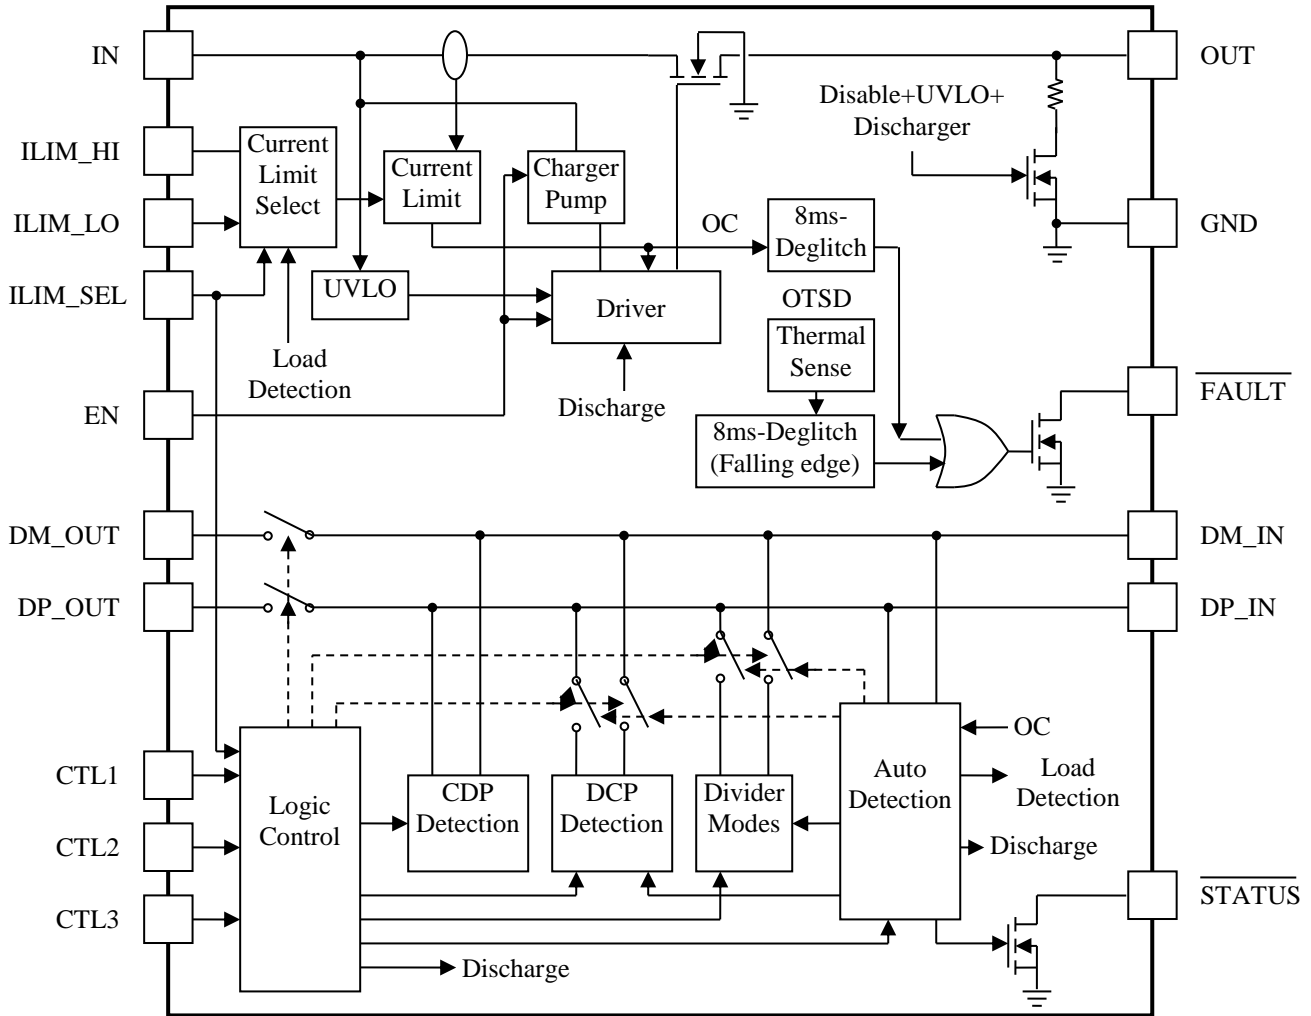 IN
OUT
Disable+UVLO+
Discharger
ILIM_HI
Current
Limit
Select
Current
Limit
Charger
Pump
ILIM_LO
OC
8ms-
Deglitch
GND
ILIM_SEL
UVLO
Driver
OTSD
Thermal
Sense
Load
Detection
Discharge
EN
8ms-Deglitch
(Falling edge)
FAULT
DM_OUT
DM_IN
DP_OUT
DP_IN
CTL1
CTL2
CTL3
Logic
Control
CDP
Detection
DCP
Detection
Divider
Modes
Auto
Detection
OC
Load
Detection
Discharge
STATUS
Discharge